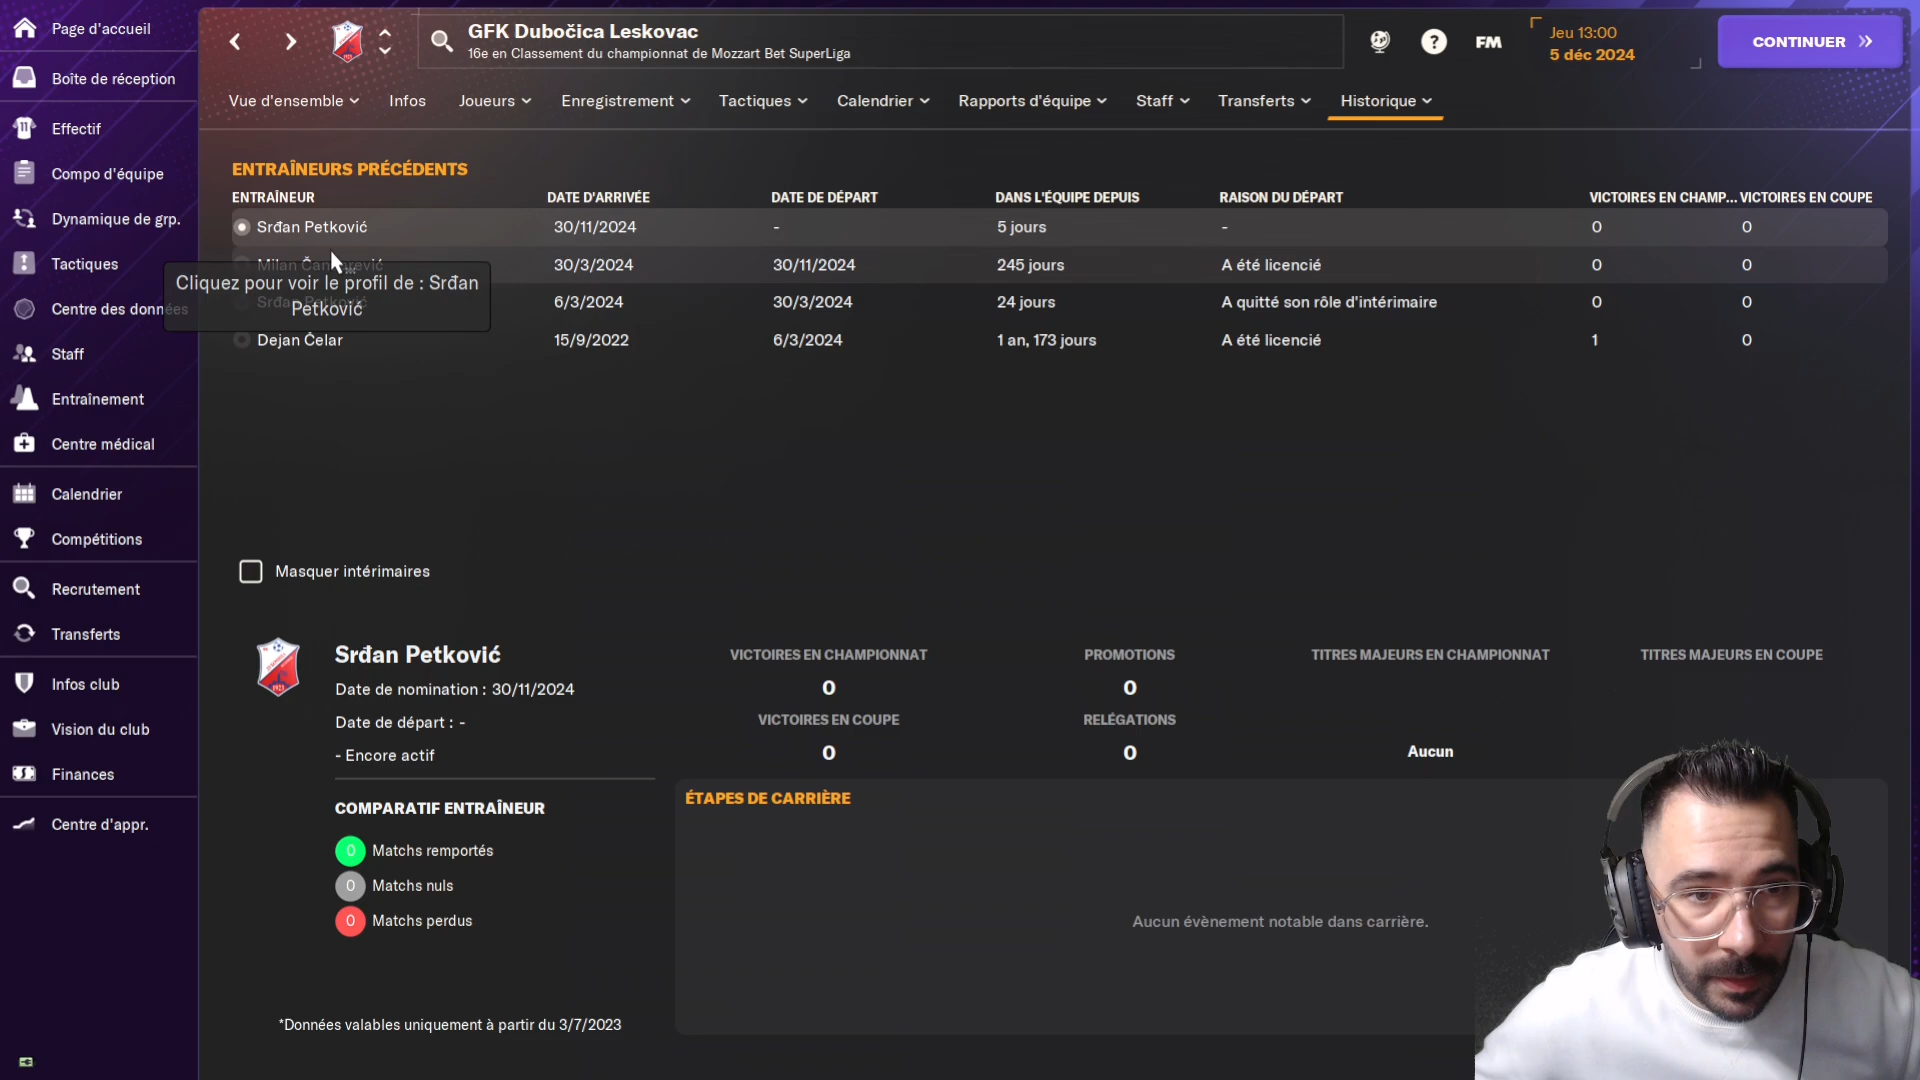 Page d'accueil
Boîte de réception
Effectif
Compo d'équipe
Dynamique de grp.
Tactiques
Centre des données
Staff
Entraînement
Centre médical
Calendrier
Compétitions
Recrutement
Transferts
Infos club
Vision du club
Finances
Centre d'appr.
GFK Dubočica Leskovac
16e en Classement du championnat de Mozzart Bet SuperLiga
?
FM
Jeu 13:00
5 déc 2024
CONTINUER
Vue d'ensemble Infos Joueurs Enregistrement Tactiques Calendrier Rapports d'équipe Staff Transferts Historique
ENTRAÎNEURS PRÉCÉDENTS
ENTRAÎNEUR DATE D'ARRIVÉE DATE DE DÉPART DANS L'ÉQUIPE DEPUIS RAISON DU DÉPART VICTOIRES EN CHAMP... VICTOIRES EN COUPE
Srđan Petković 30/11/2024 - 5 jours - 0 0
Milan 30/3/2024 30/11/2024 245 jours A été licencié 0 0
Srđan Petković 6/3/2024 30/3/2024 24 jours A quitté son rôle d'intérimaire 0 0
Dejan Čelar 15/9/2022 6/3/2024 1 an, 173 jours A été licencié 1 0
Cliquez pour voir le profil de : Srđan
Petković
Masquer intérimaires
Srđan Petković
Date de nomination : 30/11/2024
Date de départ : -
- Encore actif
VICTOIRES EN CHAMPIONNAT PROMOTIONS TITRES MAJEURS EN CHAMPIONNAT TITRES MAJEURS EN COUPE
0 0
VICTOIRES EN COUPE RELÉGATIONS
0 0 Aucun
COMPARATIF ENTRAÎNEUR
0 Matchs remportés
0 Matchs nuls
0 Matchs perdus
ÉTAPES DE CARRIÈRE
Aucun évènement notable dans carrière.
*Données valables uniquement à partir du 3/7/2023